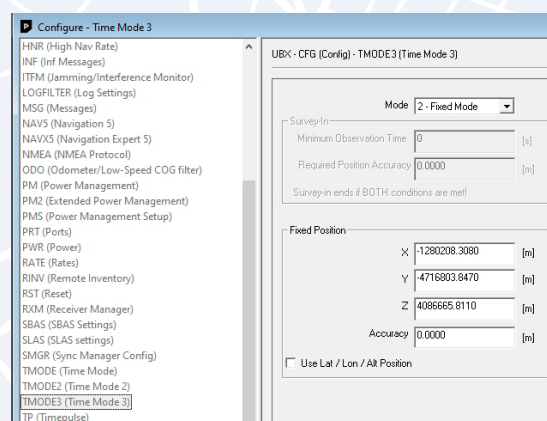 Configure - Time Mode 3
HNR (High Nav Rate)
INF (Inf Messages)
ITFM (Jamming/Interference Monitor)
LOGFILTER (Log Settings)
MSG (Messages)
NAV5 (Navigation 5)
NAVX5 (Navigation Expert 5)
NMEA (NMEA Protocol)
ODO (Odometer/Low-Speed COG filter)
PM (Power Management)
PM2 (Extended Power Management)
PMS (Power Management Setup)
PRT (Ports)
PWR (Power)
RATE (Rates)
RINV (Remote Inventory)
RST (Reset)
RXM (Receiver Manager)
SBAS (SBAS Settings)
SLAS (SLAS settings)
SMGR (Sync Manager Config)
TMODE (Time Mode)
TMODE2 (Time Mode 2)
TMODE3 (Time Mode 3)
TP (Timepulse)
UBX - CFG (Config) - TMODE3 (Time Mode 3)
Mode 2 - Fixed Mode
Survey-In
Minimum Observation Time 0 [s]
Required Position Accuracy 0.0000 [m]
Survey-in ends if BOTH conditions are met!
Fixed Position
X -1280208.3080 [m]
Y -4716803.8470 [m]
Z 4086665.8110 [m]
Accuracy 0.0000 [m]
Use Lat / Lon / Alt Position